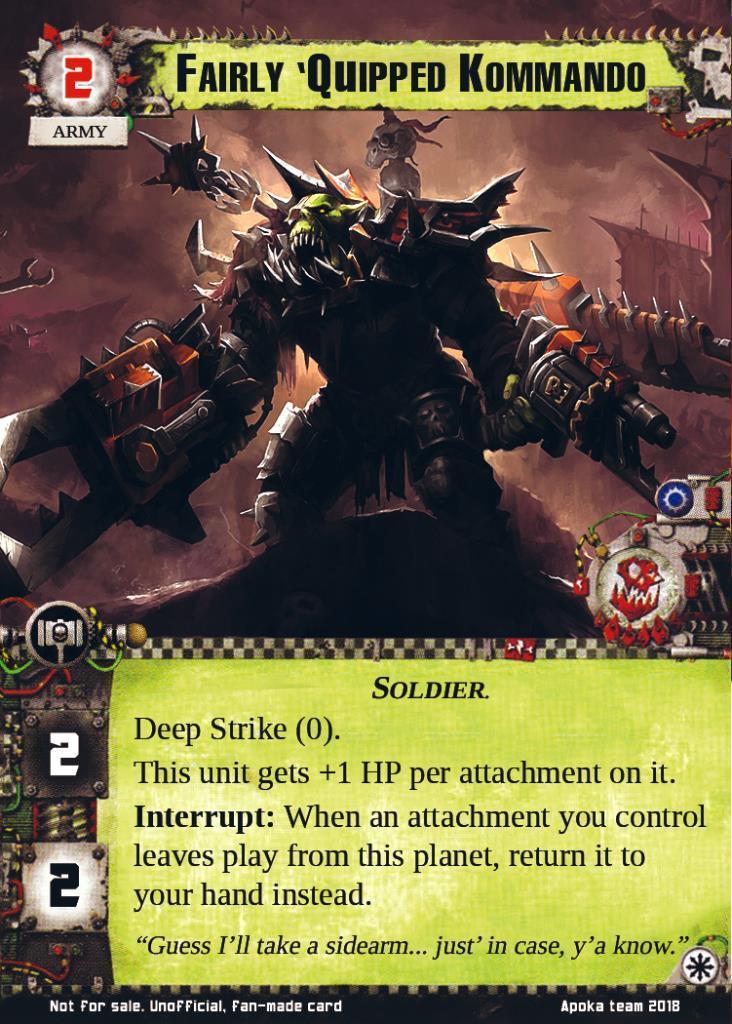 2
FAIRLY ‘QUIPPED KOMMANDO
ARMY
SOLDIER.
2
Deep Strike (0).
This unit gets +1 HP per attachment on it.
Interrupt: When an attachment you control
leaves play from this planet, return it to
your hand instead.
2
“Guess I’ll take a sidearm... just’ in case, y’a know.”
Not for sale. Unofficial, fan-made card
Apoka team 2018